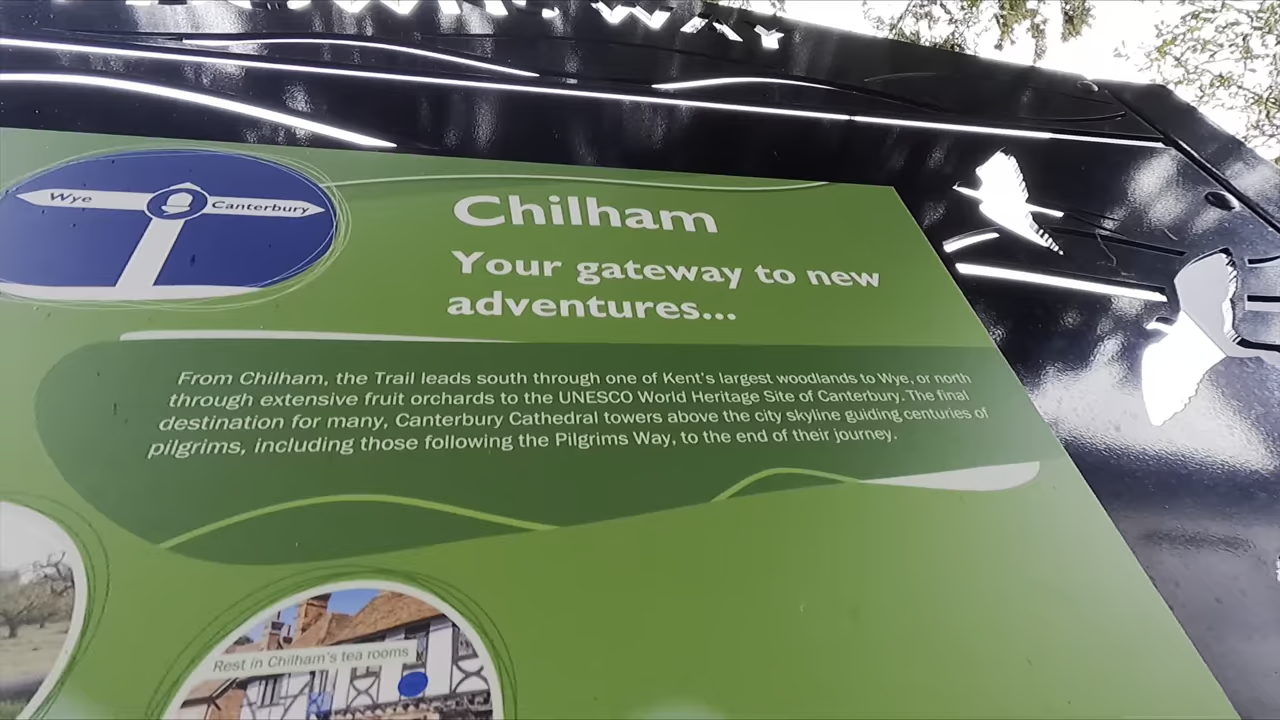 WAY
Wye
Canterbury
Chilham
Your gateway to new
adventures...
From Chilham, the Trail leads south through one of Kent's largest woodlands to Wye, or north
through extensive fruit orchards to the UNESCO World Heritage Site of Canterbury. The final
destination for many, Canterbury Cathedral towers above the city skyline guiding centuries of
pilgrims, including those following the Pilgrims Way, to the end of their journey.
Rest in Chilham's tea rooms